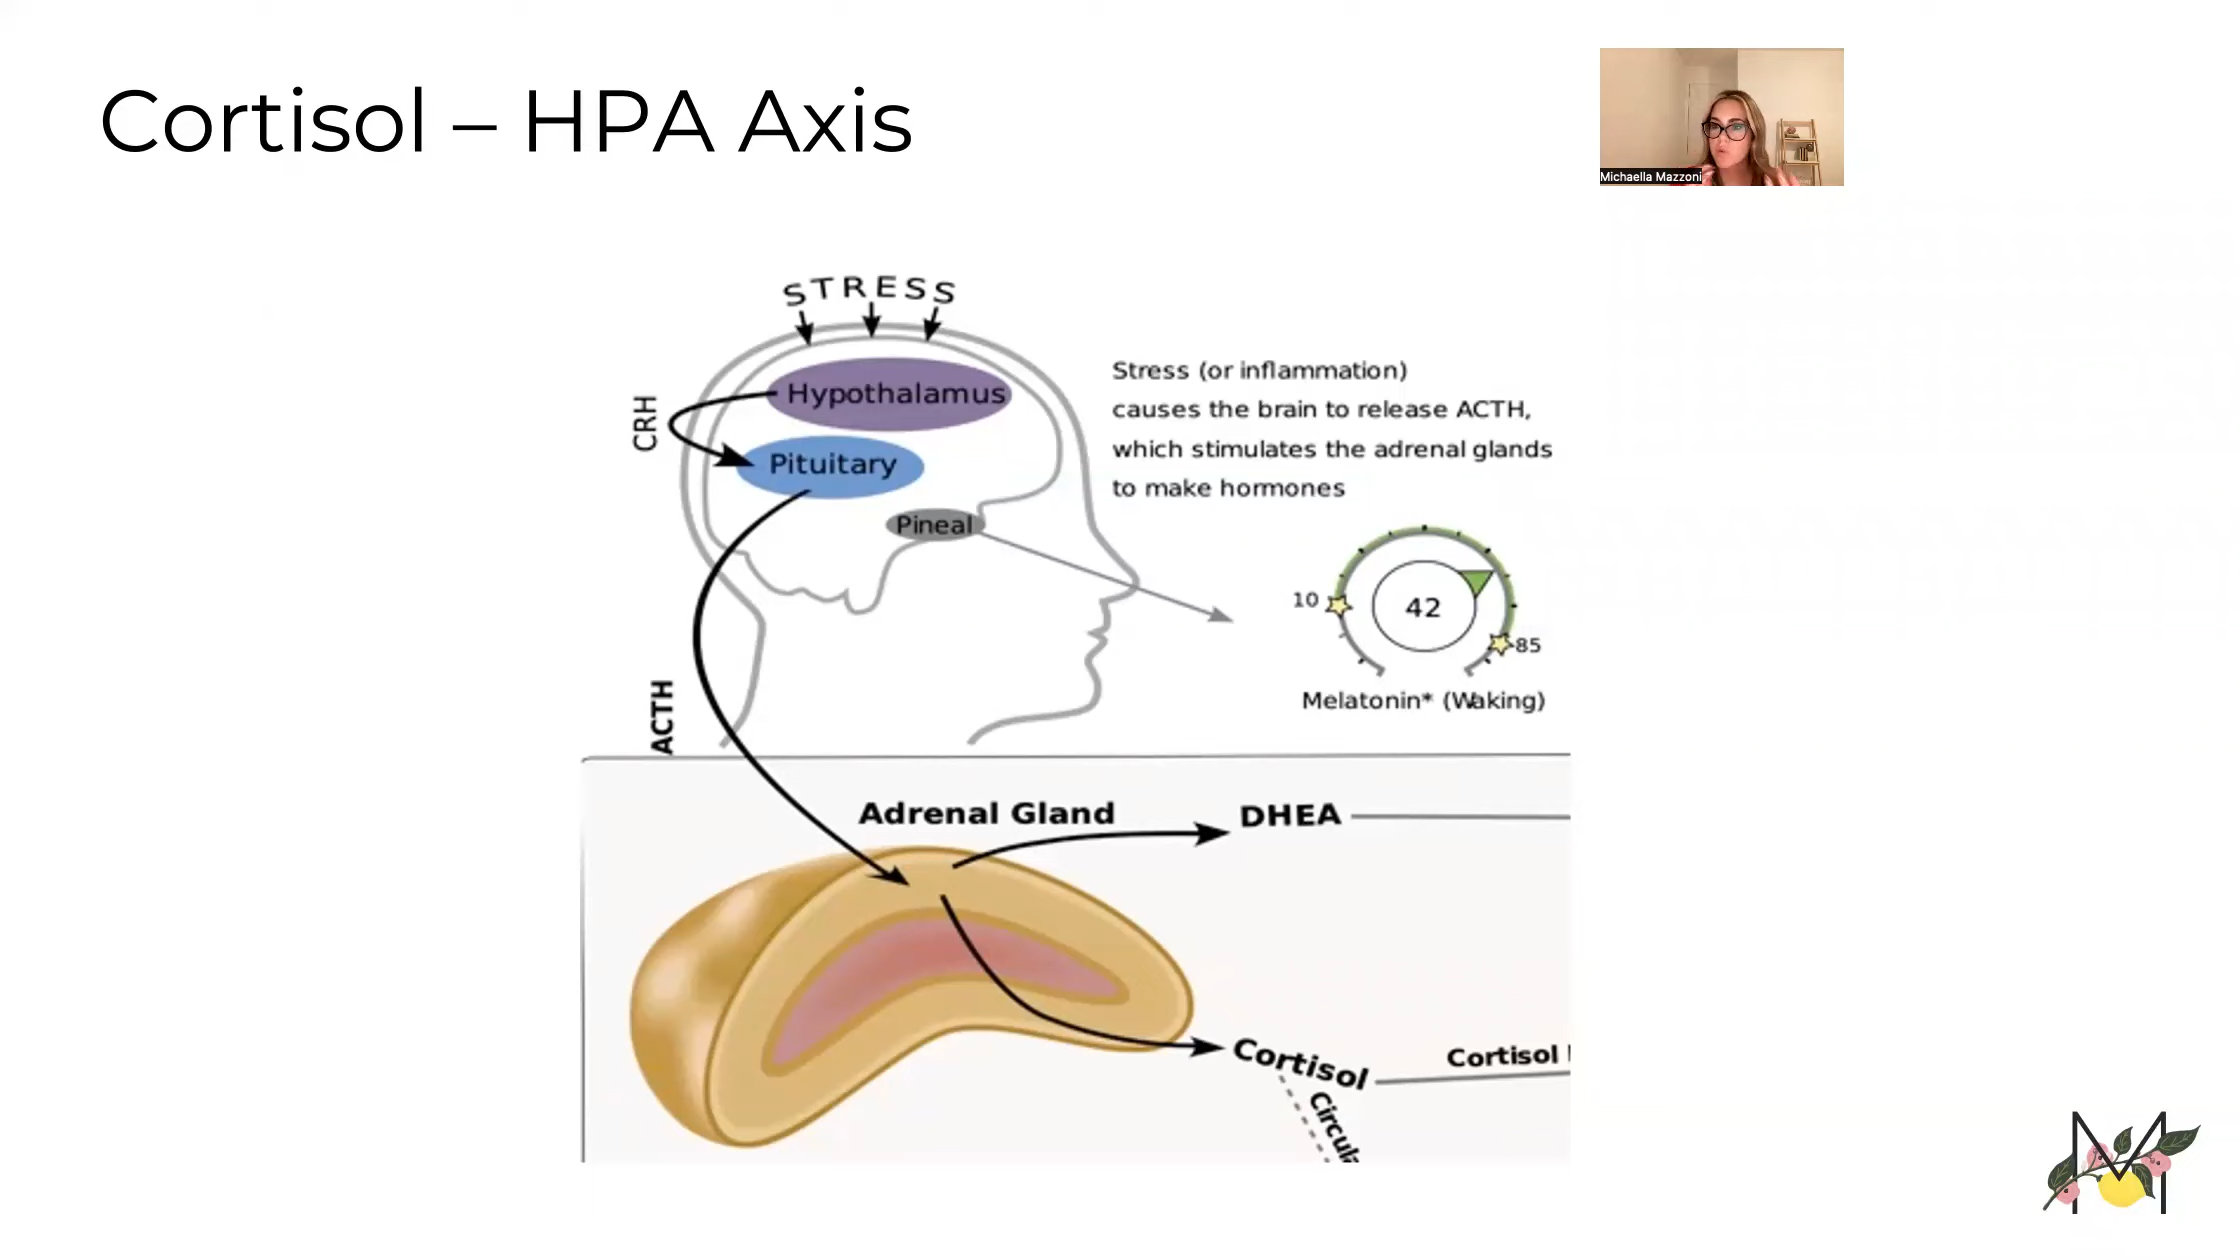 Cortisol – HPA Axis
Michaella Mazzoni
STRESS
Hypothalamus
CRH
Pituitary
Pineal
Stress (or inflammation)
causes the brain to release ACTH,
which stimulates the adrenal glands
to make hormones
10
42
85
Melatonin* (Waking)
ACTH
Adrenal Gland
DHEA
Cortisol
Cortisol
M